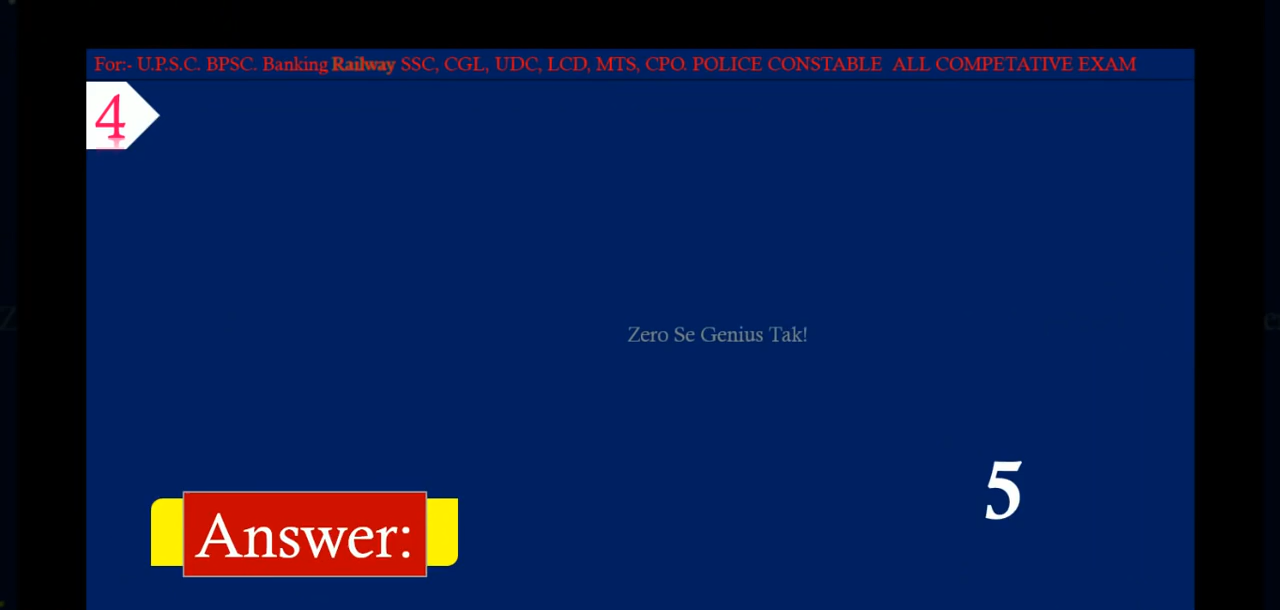 For:- U.P.S.C. BPSC. Banking Railway SSC, CGL, UDC, LCD, MTS, CPO. POLICE CONSTABLE ALL COMPETATIVE EXAM
4
Zero Se Genius Tak!
5
Answer: